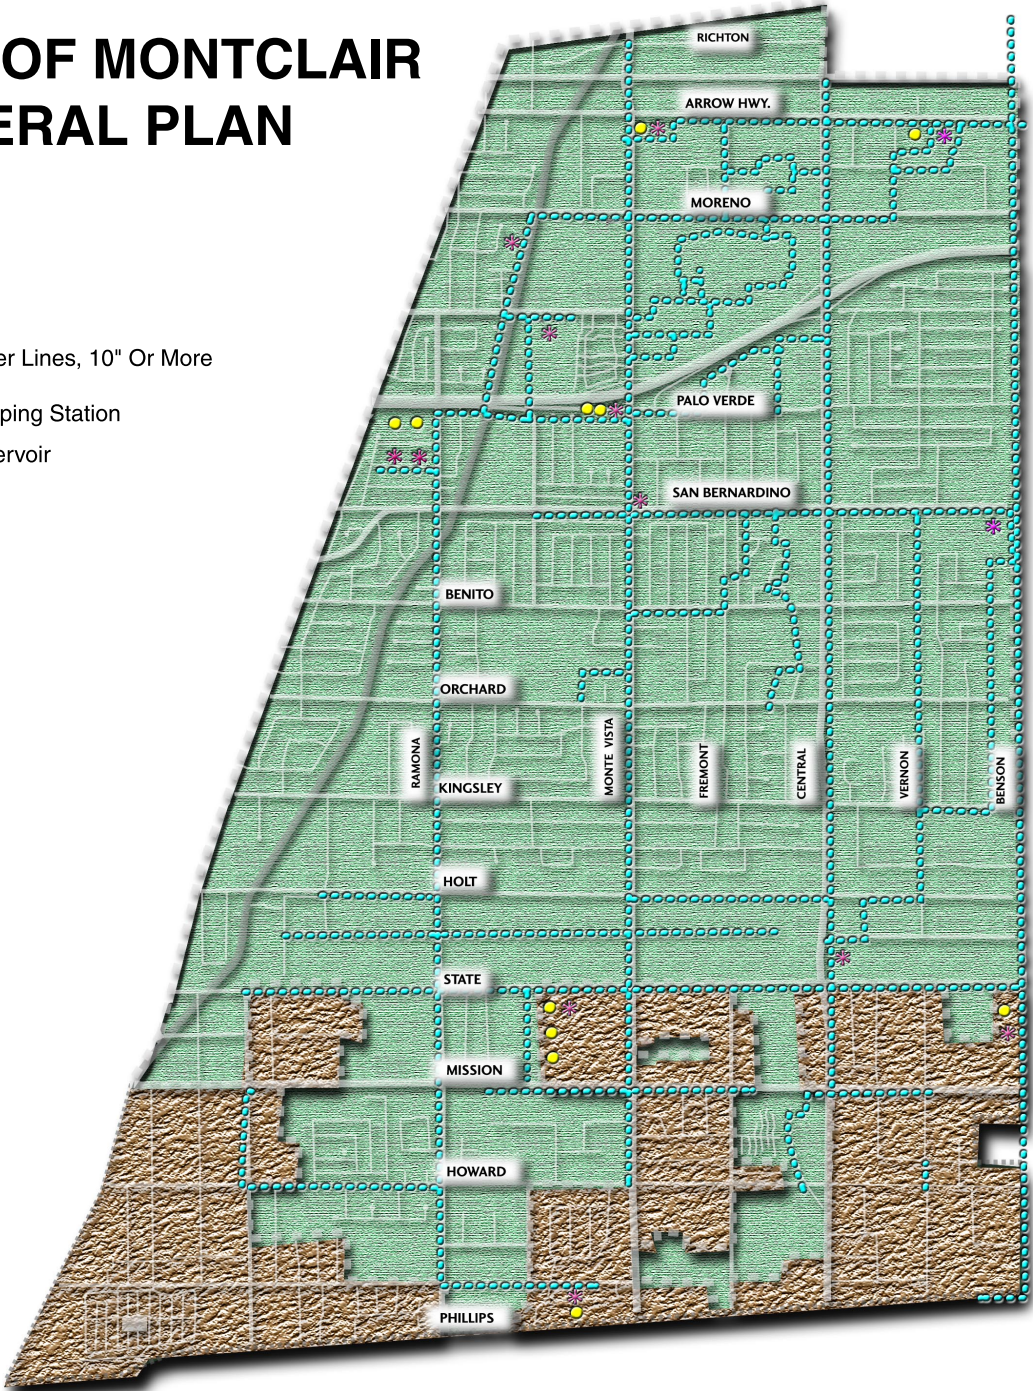 OF MONTCLAIR
ERAL PLAN
er Lines, 10" Or More
ping Station
ervoir
RICHTON
ARROW HWY.
MORENO
PALO VERDE
SAN BERNARDINO
BENITO
ORCHARD
RAMONA
MONTE VISTA
FREMONT
CENTRAL
VERNON
BENSON
KINGSLEY
HOLT
STATE
MISSION
HOWARD
PHILLIPS